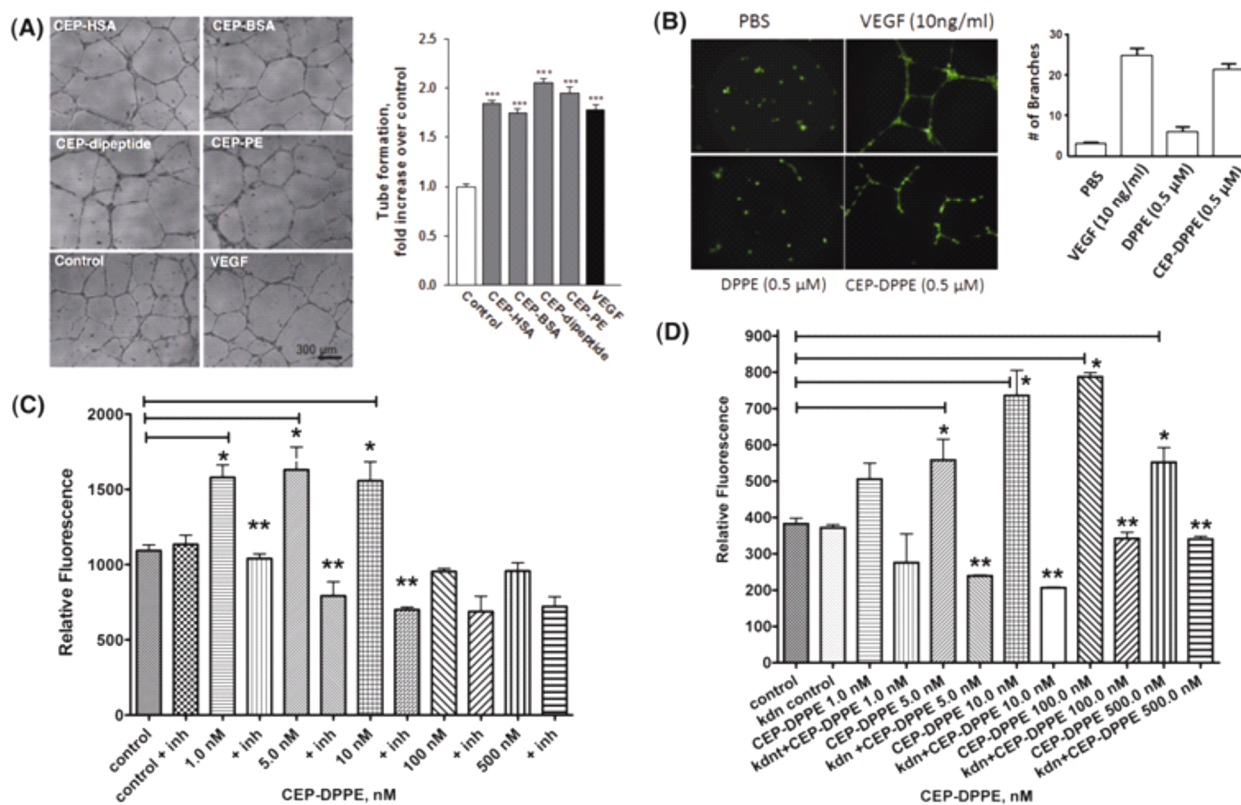 (A)
CEP-HSA
CEP-BSA
CEP-dipeptide
CEP-PE
Control
VEGF
300 µm
Tube formation,
fold increase over control
2.5
2.0
1.5
1.0
0.5
0.0
***
***
***
***
***
Control
CEP-HSA
CEP-BSA
CEP-dipeptide
CEP-PE
VEGF
(B)
PBS
VEGF (10ng/ml)
DPPE (0.5 µM)
CEP-DPPE (0.5 µM)
# of Branches
30
20
10
0
PBS
VEGF (10 ng/ml)
DPPE (0.5 µM)
CEP-DPPE (0.5 µM)
(C)
Relative Fluorescence
2000
1500
1000
500
0
*
**
*
**
*
**
control
control + inh
1.0 nM
+ inh
5.0 nM
+ inh
10 nM
+ inh
100 nM
+ inh
500 nM
+ inh
CEP-DPPE, nM
(D)
Relative Fluorescence
900
800
700
600
500
400
300
200
100
0
*
**
*
**
*
**
*
**
control
kdn control
CEP-DPPE 1.0 nM
kdnt+CEP-DPPE 1.0 nM
CEP-DPPE 5.0 nM
kdn +CEP-DPPE 5.0 nM
CEP-DPPE 10.0 nM
kdn+CEP-DPPE 10.0 nM
CEP-DPPE 100.0 nM
kdn+CEP-DPPE 100.0 nM
CEP-DPPE 500.0 nM
kdn+CEP-DPPE 500.0 nM
CEP-DPPE, nM